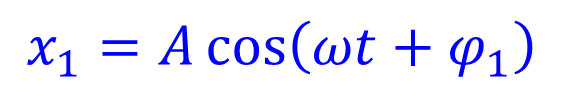 x₁ = A cos(ωt + φ₁)